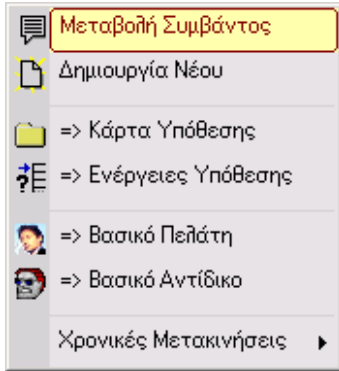 Μεταβολή Συμβάντος
Δημιουργία Νέου
=> Κάρτα Υπόθεσης
=> Ενέργειες Υπόθεσης
=> Βασικό Πελάτη
=> Βασικό Αντίδικο
Χρονικές Μετακινήσεις